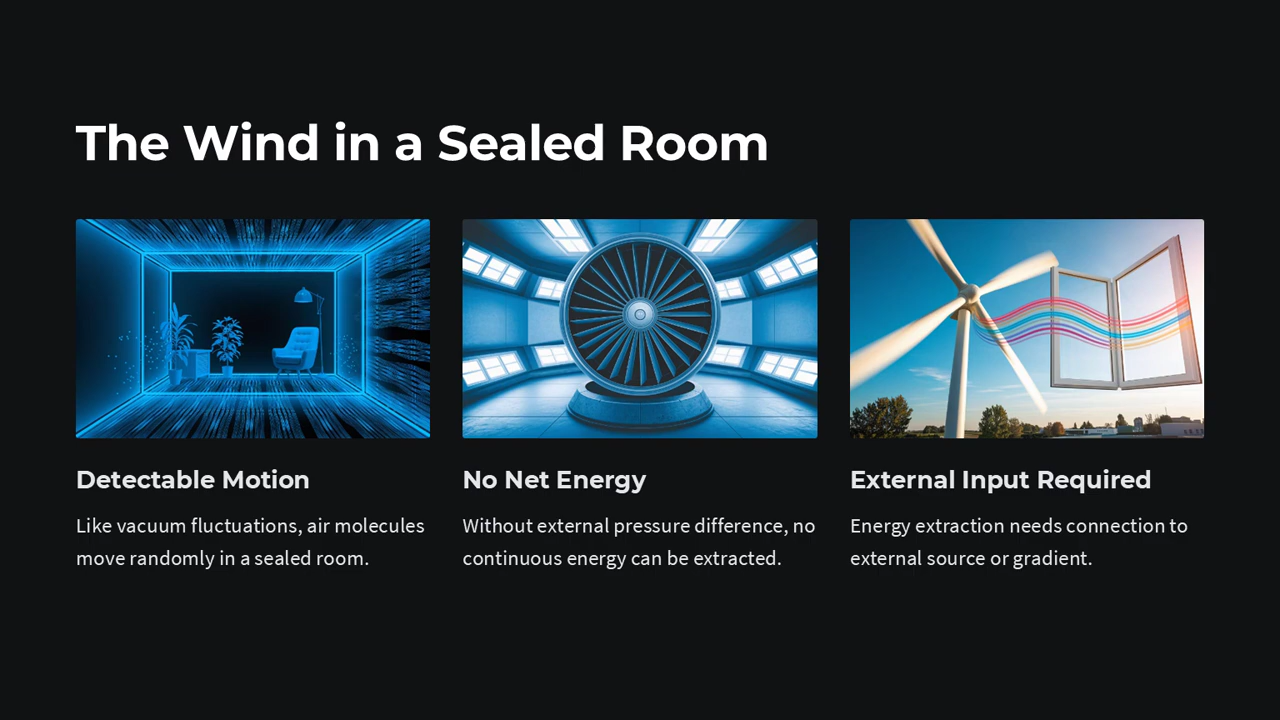 The Wind in a Sealed Room
Detectable Motion
Like vacuum fluctuations, air molecules
move randomly in a sealed room.
No Net Energy
Without external pressure difference, no
continuous energy can be extracted.
External Input Required
Energy extraction needs connection to
external source or gradient.